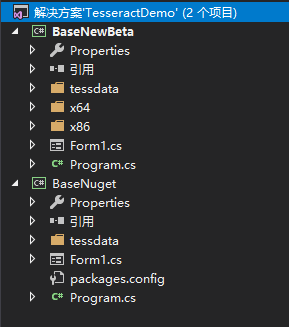 解决方案'TesseractDemo' (2 个项目)
C# BaseNewBeta
Properties
引用
tessdata
x64
x86
Form1.cs
C# Program.cs
C# BaseNuget
Properties
引用
tessdata
Form1.cs
packages.config
C# Program.cs